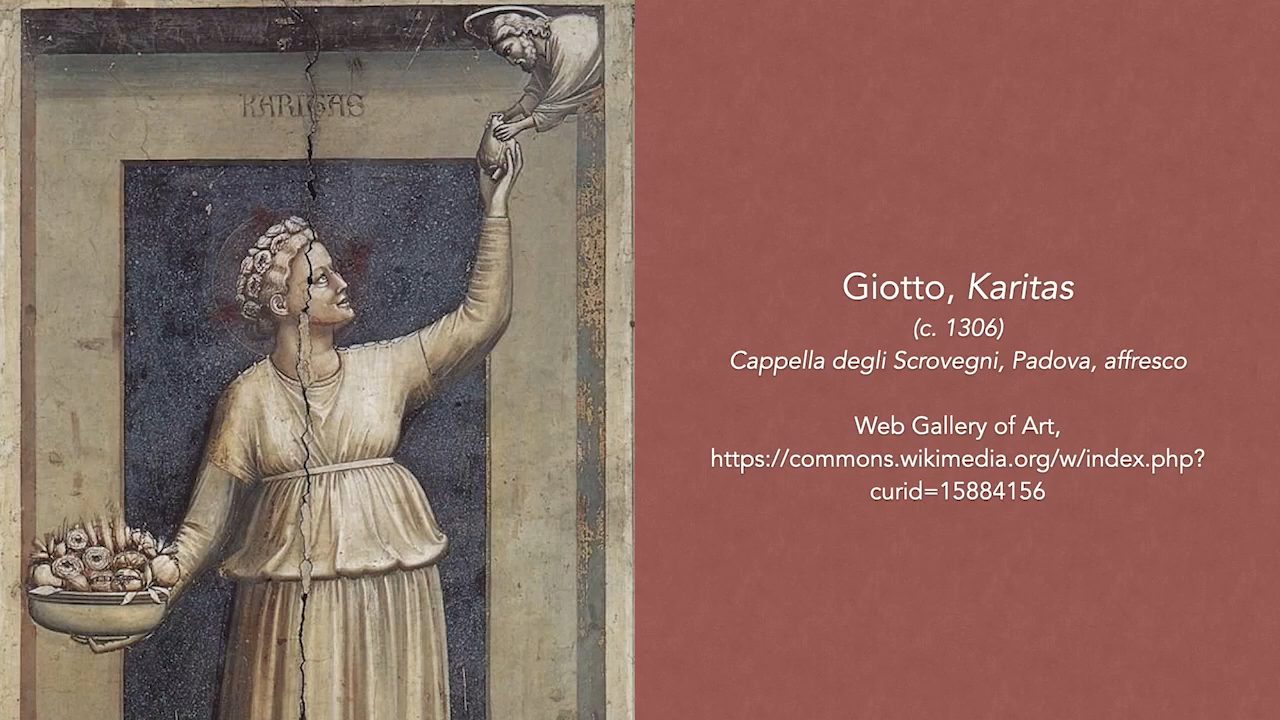 KARITAS
Giotto, Karitas
(c. 1306)
Cappella degli Scrovegni, Padova, affresco
Web Gallery of Art,
https://commons.wikimedia.org/w/index.php?
curid=15884156